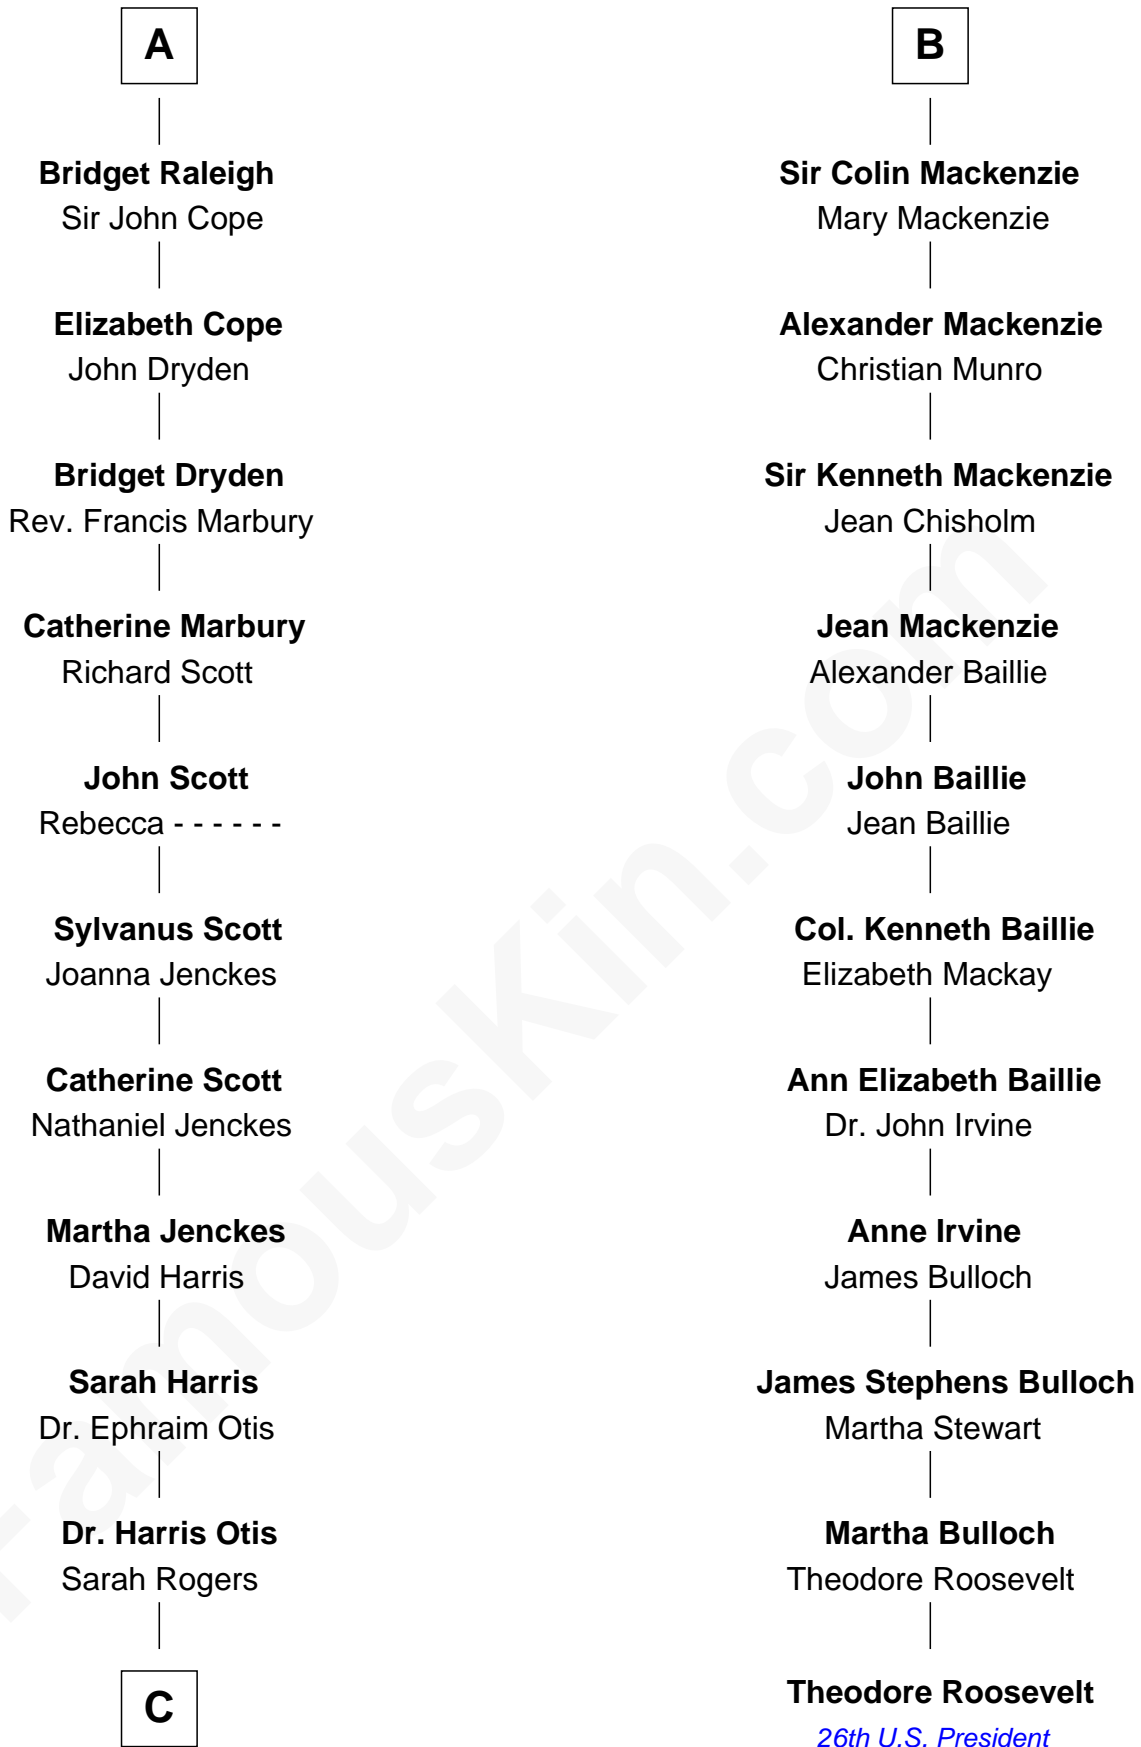 A
Bridget Raleigh
Sir John Cope
Elizabeth Cope
John Dryden
Bridget Dryden
Rev. Francis Marbury
Catherine Marbury
Richard Scott
John Scott
Rebecca - - - - - -
Sylvanus Scott
Joanna Jenckes
Catherine Scott
Nathaniel Jenckes
Martha Jenckes
David Harris
Sarah Harris
Dr. Ephraim Otis
Dr. Harris Otis
Sarah Rogers
C
B
Sir Colin Mackenzie
Mary Mackenzie
Alexander Mackenzie
Christian Munro
Sir Kenneth Mackenzie
Jean Chisholm
Jean Mackenzie
Alexander Baillie
John Baillie
Jean Baillie
Col. Kenneth Baillie
Elizabeth Mackay
Ann Elizabeth Baillie
Dr. John Irvine
Anne Irvine
James Bulloch
James Stephens Bulloch
Martha Stewart
Martha Bulloch
Theodore Roosevelt
Theodore Roosevelt
26th U.S. President
FamousKin.com